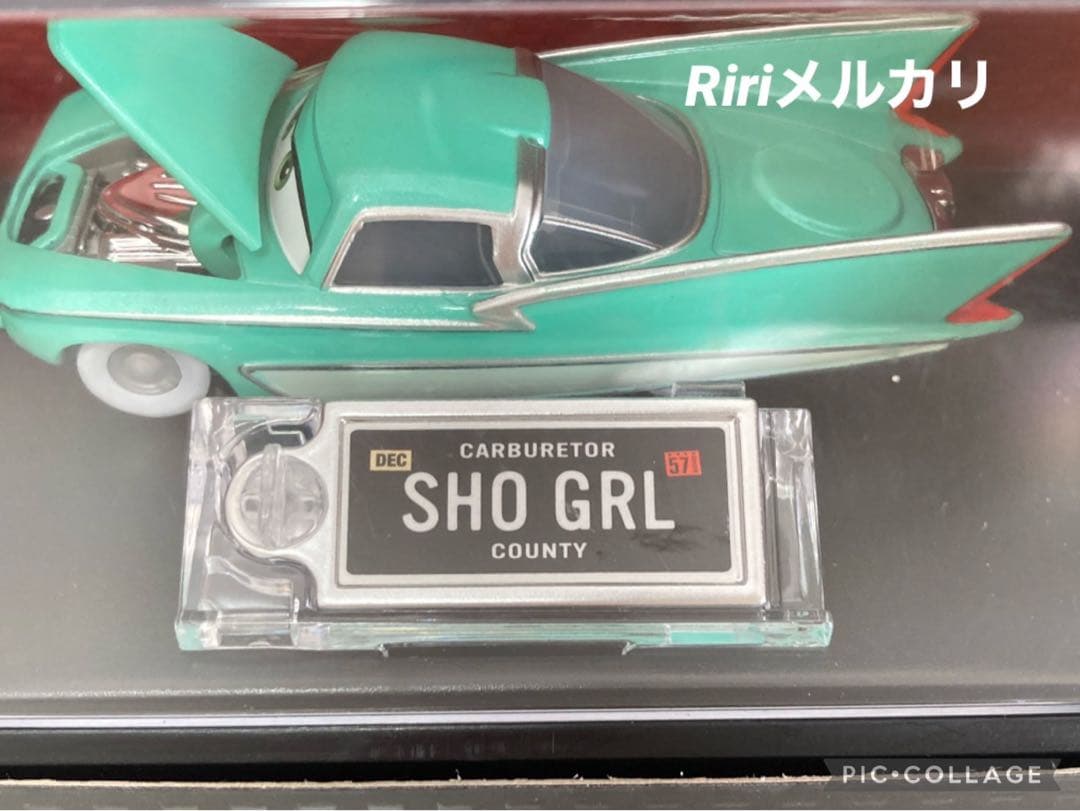 Ririメルカリ
CARBURETOR
DEC
57
SHO GRL
COUNTY
PIC•COLLAGE